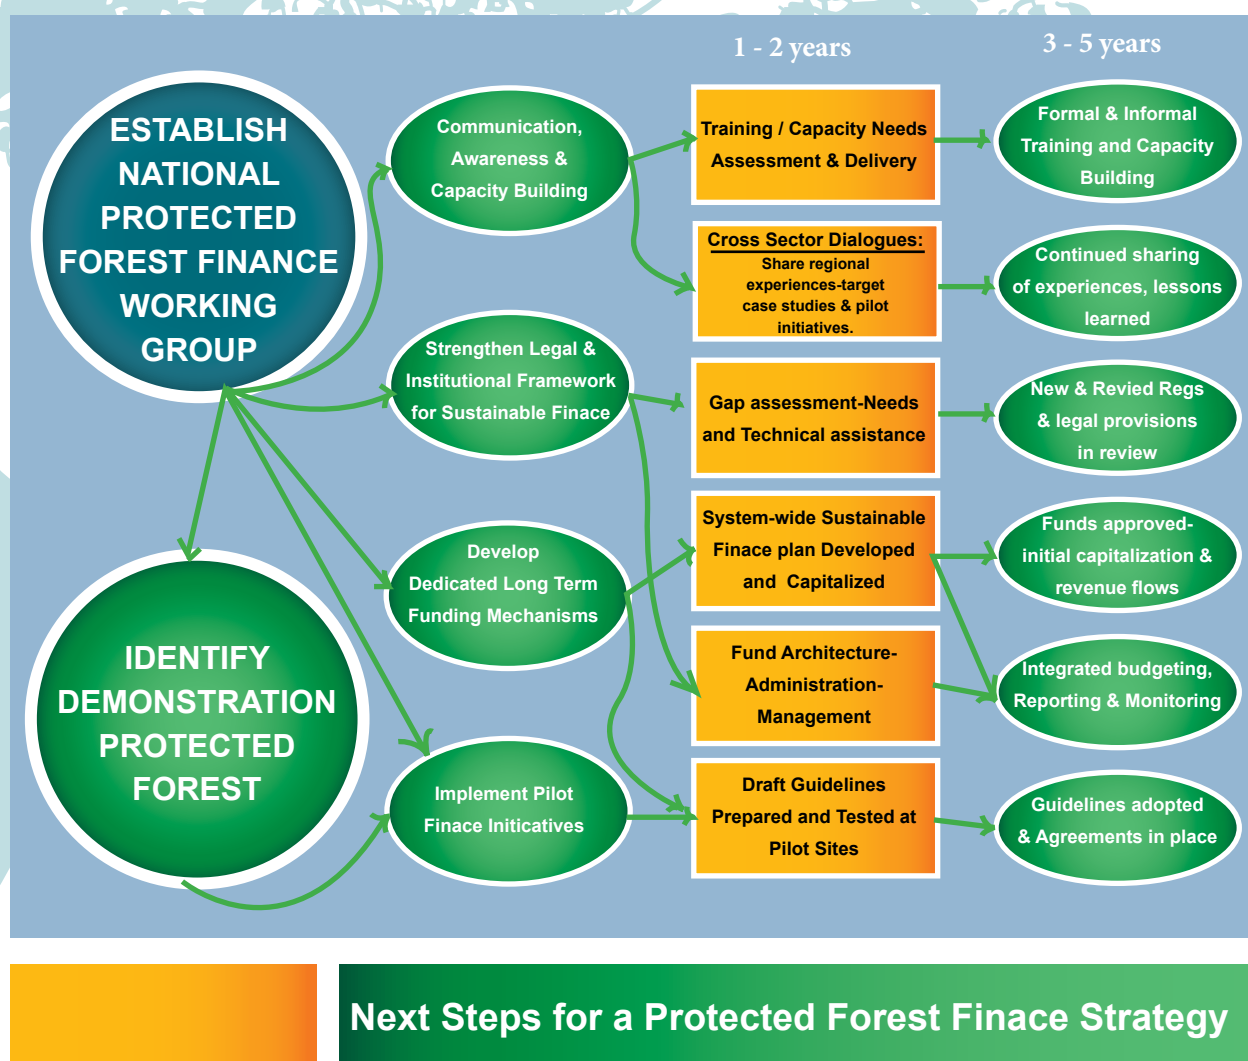 1 - 2 years
3 - 5 years
ESTABLISH
NATIONAL
PROTECTED
FOREST FINANCE
WORKING
GROUP
IDENTIFY
DEMONSTRATION
PROTECTED
FOREST
Communication,
Awareness &
Capacity Building
Strengthen Legal &
Institutional Framework
for Sustainable Finace
Develop
Dedicated Long Term
Funding Mechanisms
Implement Pilot
Finace Initicatives
Training / Capacity Needs
Assessment & Delivery
Cross Sector Dialogues:
Share regional
experiences-target
case studies & pilot
initiatives.
Gap assessment-Needs
and Technical assistance
System-wide Sustainable
Finace plan Developed
and Capitalized
Fund Architecture-
Administration-
Management
Draft Guidelines
Prepared and Tested at
Pilot Sites
Formal & Informal
Training and Capacity
Building
Continued sharing
of experiences, lessons
learned
New & Revied Regs
& legal provisions
in review
Funds approved-
initial capitalization &
revenue flows
Integrated budgeting,
Reporting & Monitoring
Guidelines adopted
& Agreements in place
Next Steps for a Protected Forest Finace Strategy